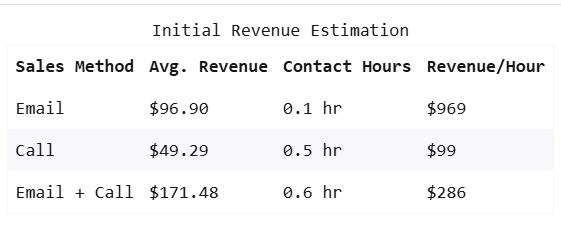 Initial Revenue Estimation
Sales Method Avg. Revenue Contact Hours Revenue/Hour
Email $96.90 0.1 hr $969
Call $49.29 0.5 hr $99
Email + Call $171.48 0.6 hr $286